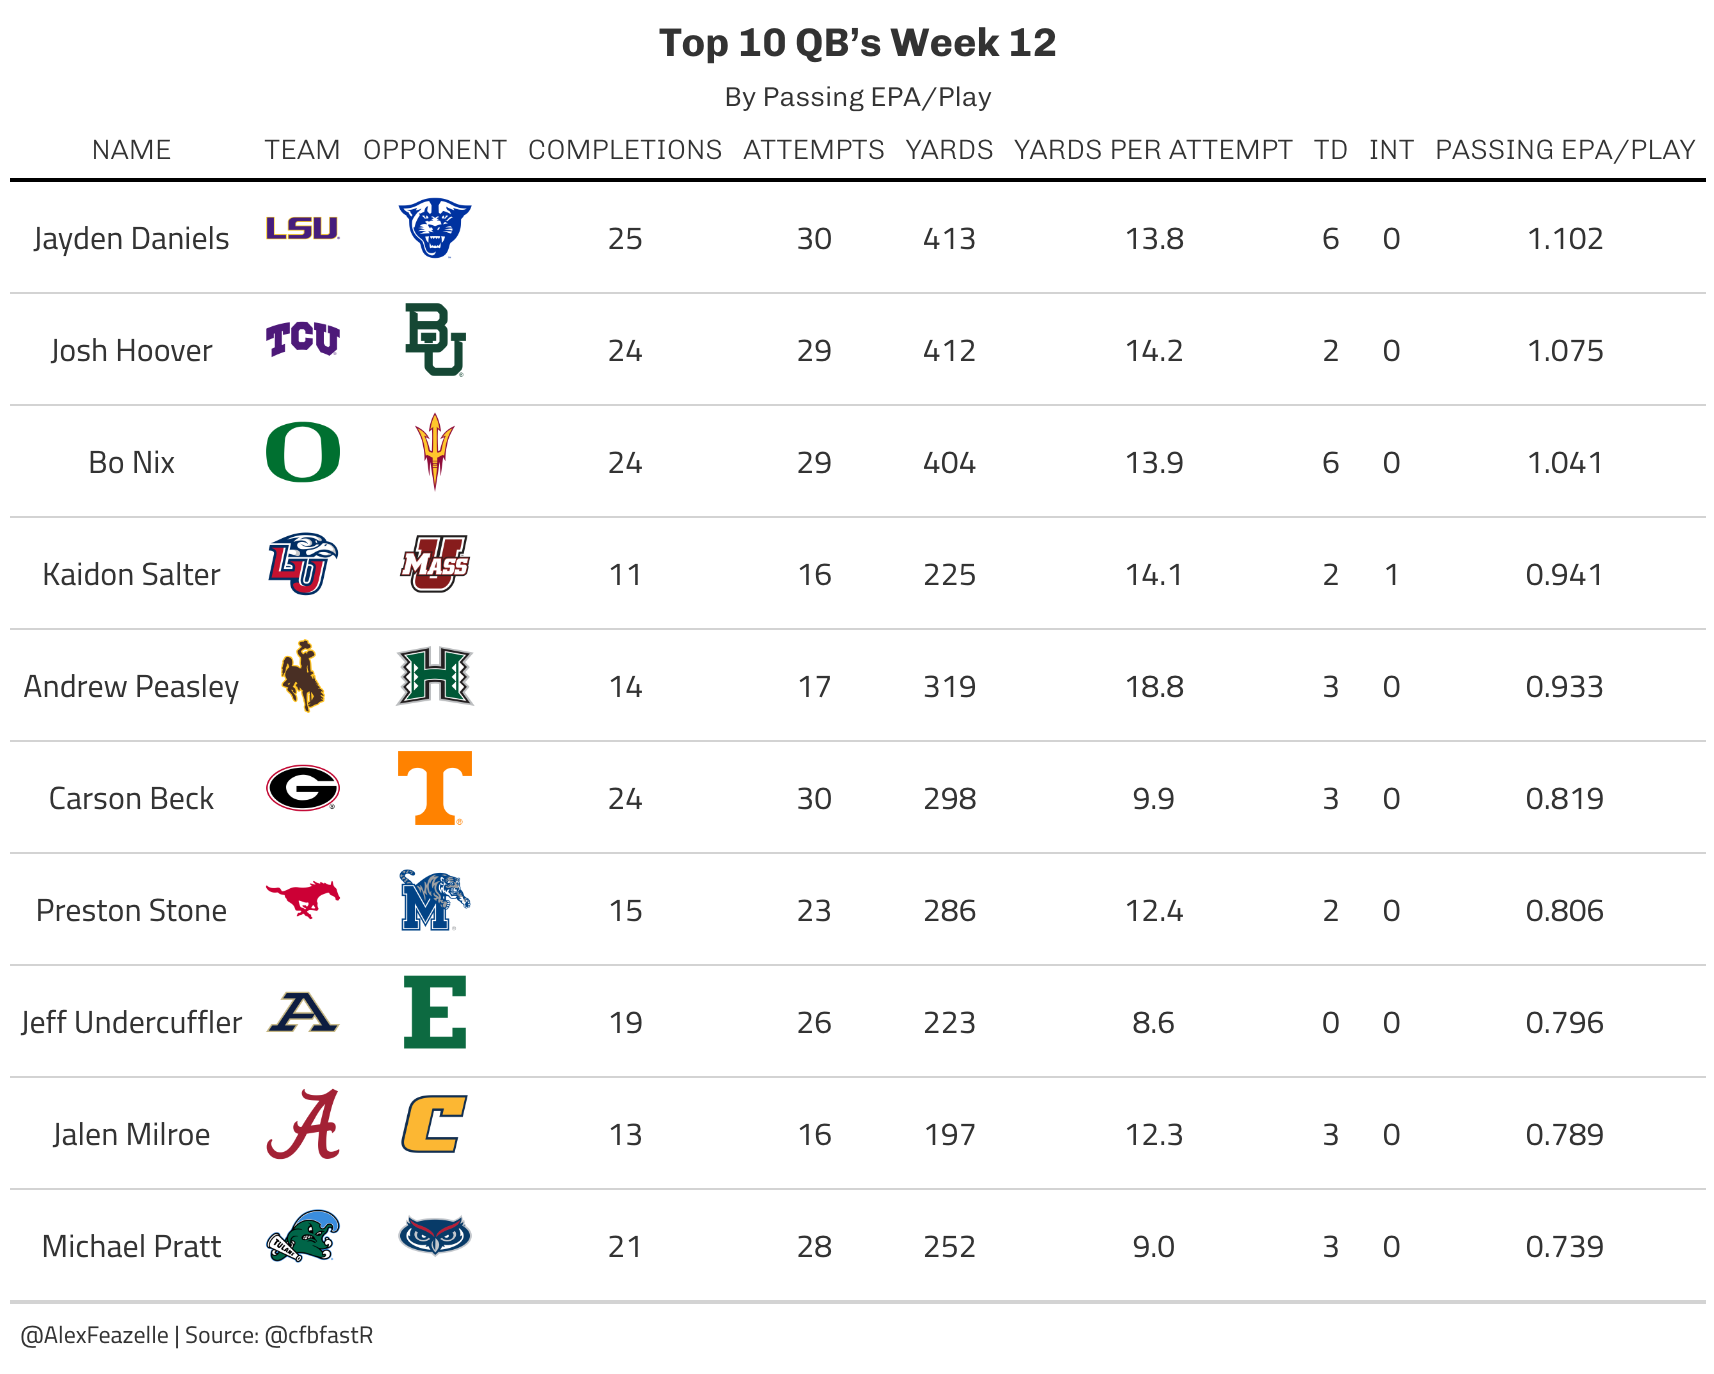 Top 10 QB’s Week 12
By Passing EPA/Play
NAME TEAM OPPONENT COMPLETIONS ATTEMPTS YARDS YARDS PER ATTEMPT TD INT PASSING EPA/PLAY
Jayden Daniels LSU 25 30 413 13.8 6 0 1.102
Josh Hoover TCU BU 24 29 412 14.2 2 0 1.075
Bo Nix O 24 29 404 13.9 6 0 1.041
Kaidon Salter LU UMASS 11 16 225 14.1 2 1 0.941
Andrew Peasley H 14 17 319 18.8 3 0 0.933
Carson Beck G T 24 30 298 9.9 3 0 0.819
Preston Stone M 15 23 286 12.4 2 0 0.806
Jeff Undercuffler A E 19 26 223 8.6 0 0 0.796
Jalen Milroe A C 13 16 197 12.3 3 0 0.789
Michael Pratt TULANE 21 28 252 9.0 3 0 0.739
@AlexFeazelle | Source: @cfbfastR